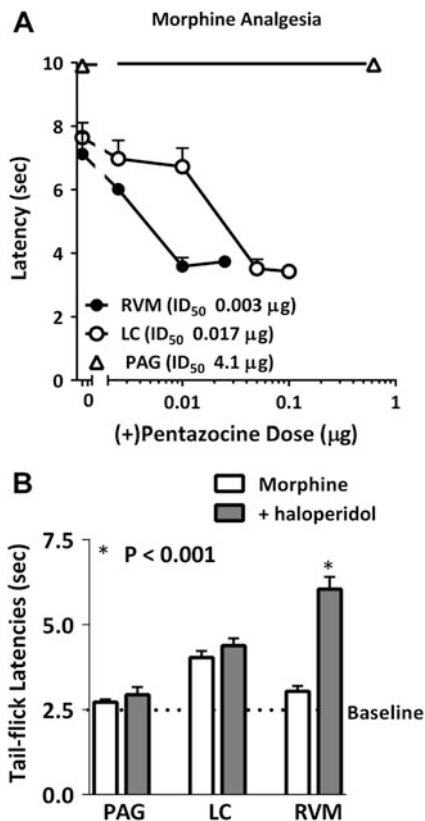 A
Morphine Analgesia
10
8
6
4
2
0
Latency (sec)
RVM (ID50 0.003 μg)
LC (ID50 0.017 μg)
PAG (ID50 4.1 μg)
0 0.01 0.1 1
(+)Pentazocine Dose (μg)
B
Morphine
+ haloperidol
* P < 0.001
*
7.5
5.0
2.5
0.0
Tail-flick Latencies (sec)
Baseline
PAG LC RVM